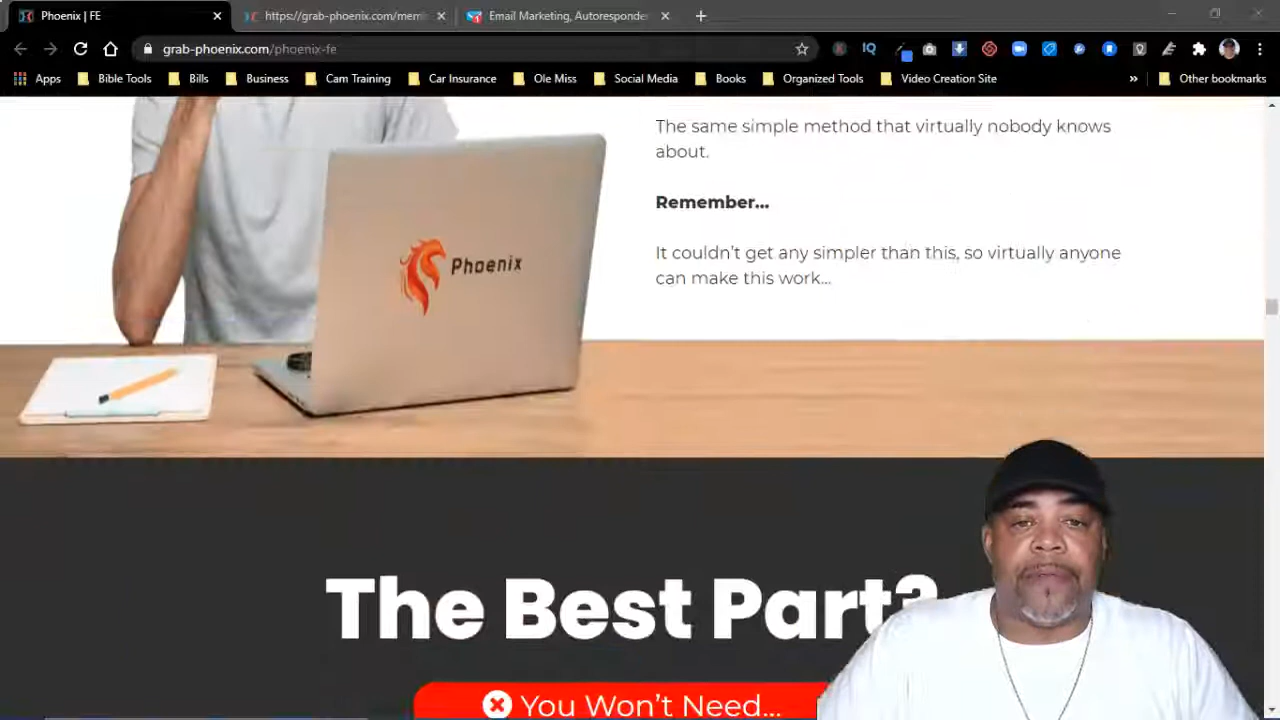 Phoenix | FE
https://grab-phoenix.com/mem
Email Marketing, Autoresponde
grab-phoenix.com/phoenix-fe
IQ
Apps
Bible Tools
Bills
Business
Cam Training
Car Insurance
Ole Miss
Social Media
Books
Organized Tools
Video Creation Site
»
Other bookmarks
The same simple method that virtually nobody knows
about.
Remember...
It couldn't get any simpler than this, so virtually anyone
can make this work...
Phoenix
The Best Part?
You Won't Need...